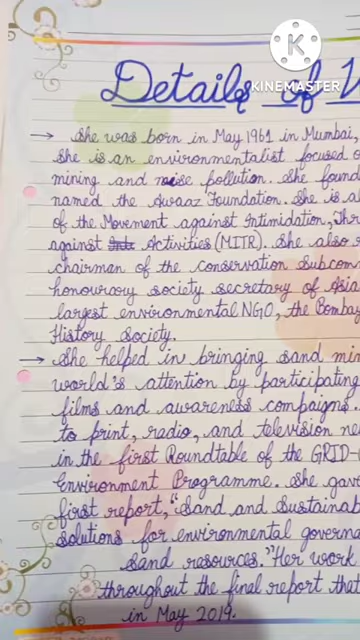 KINEMASTER
Details of
→ She was born in May 1961 in Mumbai,
She is an environmentalist focused
mining and noise pollution. She found
named the Awaaz Foundation. She is
of the Movement against Intimidation, Thr
against Activities (MITR). She also
chairman of the conservation Subcom
honourary society secretary of Asia
largest environmental NGO, the Bombay
History Society.
→ She helped in bringing sand min
world's attention by participating
films and awareness campaigns
to print, radio, and television ne
in the first Roundtable of the GRID-
Environment Programme. She gav
first report, "Sand and Sustainab
solutions for environmental governa
sand resources." Her work
throughout the final report that
in May 2019.